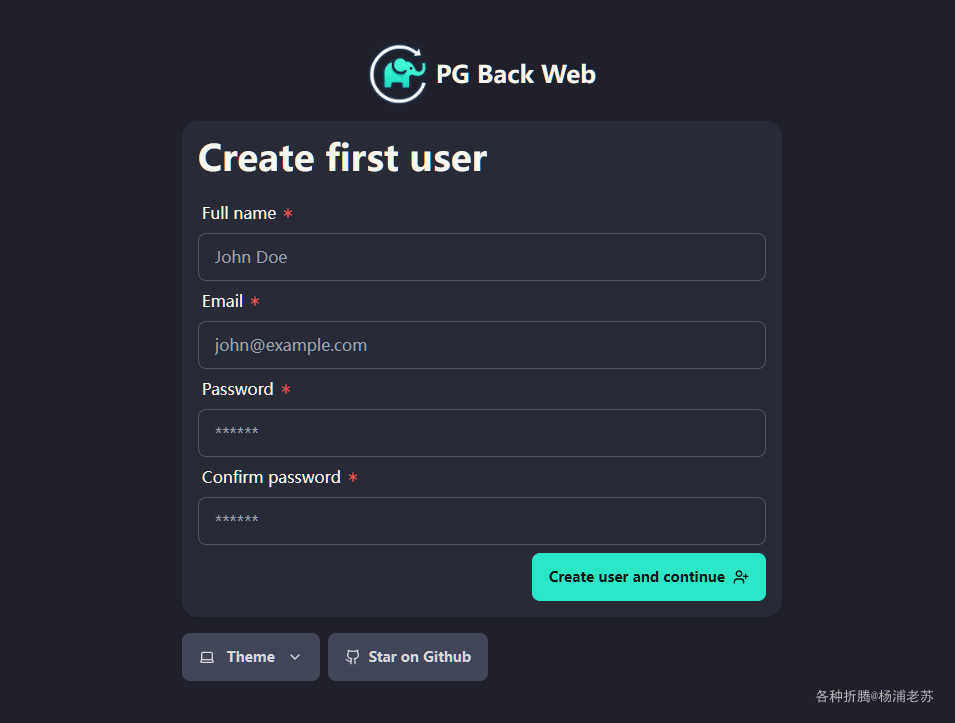 PG Back Web
Create first user
Full name *
John Doe
Email *
john@example.com
Password *
******
Confirm password *
******
Create user and continue
Theme
Star on Github
各种折腾@杨浦老苏